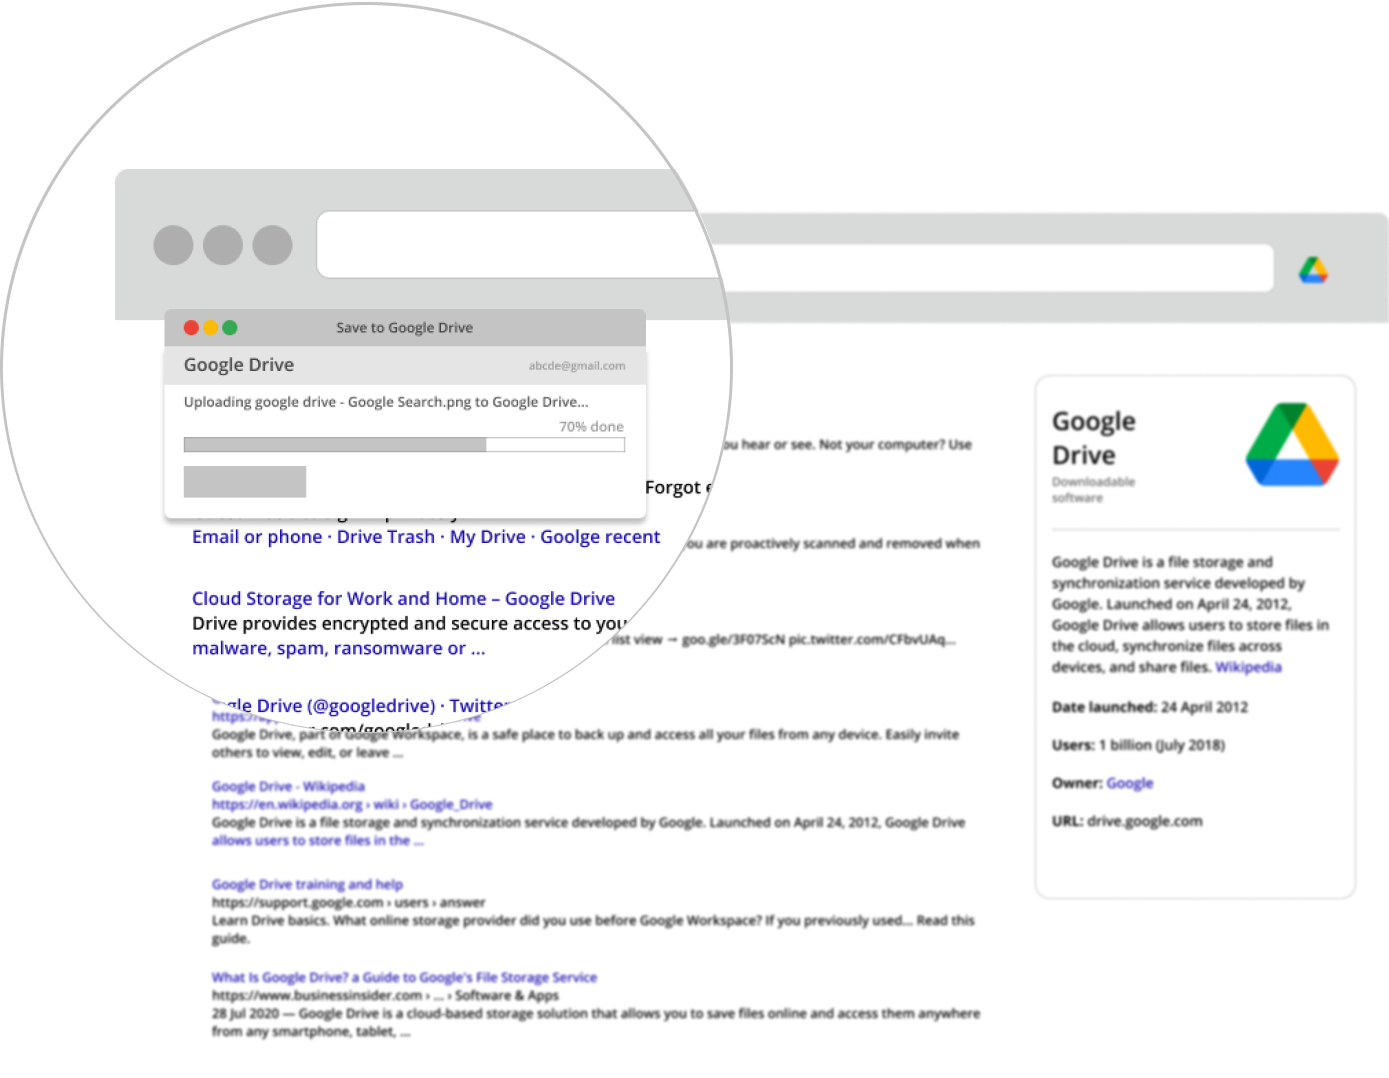 Save to Google Drive
Google Drive abcde@gmail.com
Uploading google drive - Google Search.png to Google Drive...
70% done
ou hear or see. Not your computer? Use
Forgot
Email or phone · Drive Trash · My Drive · Goolge recent
ou are proactively scanned and removed when
Cloud Storage for Work and Home – Google Drive
Drive provides encrypted and secure access to you
list view → goo.gle/3F07ScN pic.twitter.com/CFbvUAq...
malware, spam, ransomware or ...
gle Drive (@googledrive) · Twitte
https://
Google Drive, part of Google Workspace, is a safe place to back up and access all your files from any device. Easily invite
others to view, edit, or leave ...
Google Drive - Wikipedia
https://en.wikipedia.org › wiki › Google_Drive
Google Drive is a file storage and synchronization service developed by Google. Launched on April 24, 2012, Google Drive
allows users to store files in the ...
Google Drive training and help
https://support.google.com › users › answer
Learn Drive basics. What online storage provider did you use before Google Workspace? If you previously used... Read this
guide.
What Is Google Drive? a Guide to Google's File Storage Service
https://www.businessinsider.com › ... › Software & Apps
28 Jul 2020 — Google Drive is a cloud-based storage solution that allows you to save files online and access them anywhere
from any smartphone, tablet, ...
Google
Drive
Downloadable
software
Google Drive is a file storage and
synchronization service developed by
Google. Launched on April 24, 2012,
Google Drive allows users to store files in
the cloud, synchronize files across
devices, and share files. Wikipedia
Date launched: 24 April 2012
Users: 1 billion (July 2018)
Owner: Google
URL: drive.google.com